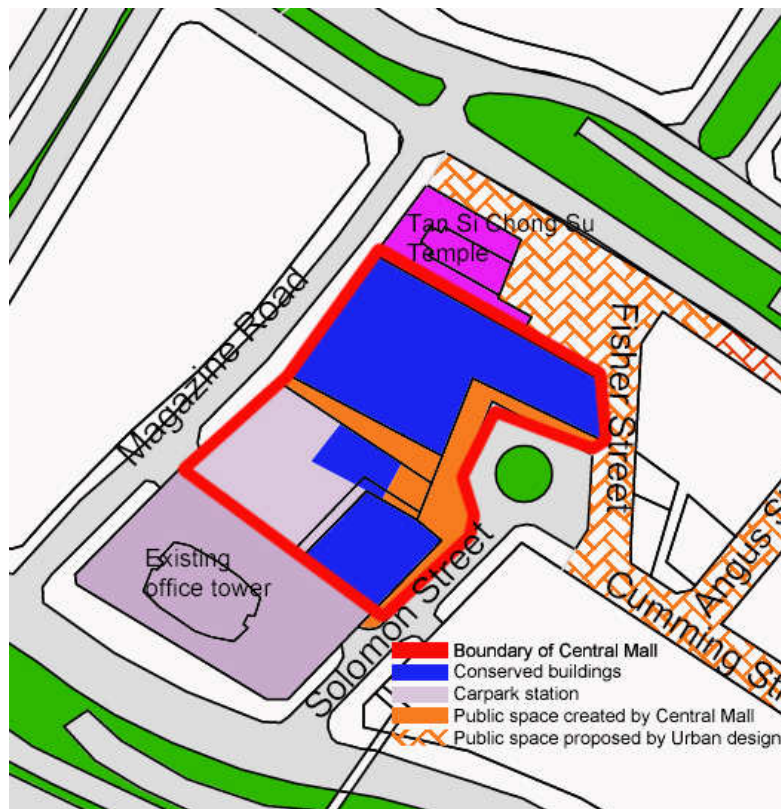 Tan Si Chong Su
Temple
Magazine Road
Fisher Street
Existing
office tower
Solomon Street
Angus S
Cumming Str
Boundary of Central Mall
Conserved buildings
Carpark station
Public space created by Central Mall
Public space proposed by Urban design